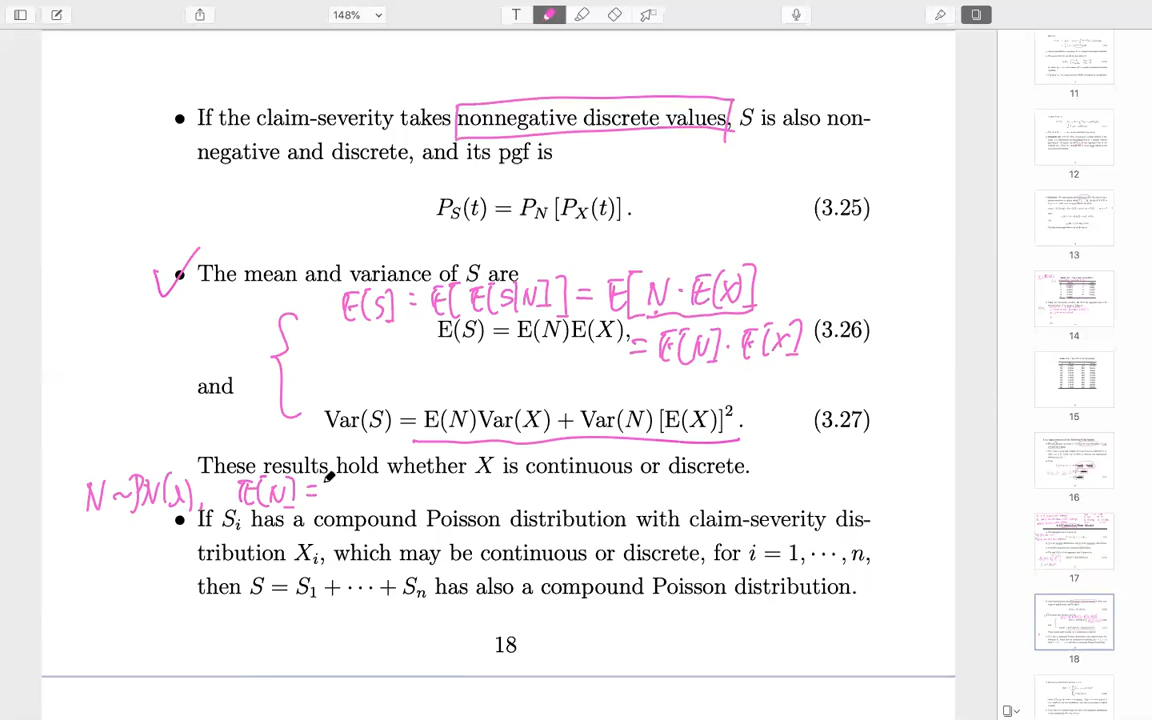 148%
T
• If the claim-severity takes nonnegative discrete values, S is also non-
negative and discrete, and its pgf is
P_S(t) = P_N [P_X(t)] . (3.25)
• The mean and variance of S are
E[S] = E[ E[S|N] ] = E[ N · E(X) ]
E(S) = E(N)E(X), (3.26)
= E[N] · E[X]
and
Var(S) = E(N)Var(X) + Var(N) [E(X)]² . (3.27)
These results hold whether X is continuous or discrete.
N ~ PN(λ), E[N] =
• If S_i has a compound Poisson distribution with claim-severity dis-
tribution X_i, which may be continuous or discrete, for i = 1, ⋯ , n,
then S = S_1 + ⋯ + S_n has also a compound Poisson distribution.
18
11
12
13
14
15
16
17
18